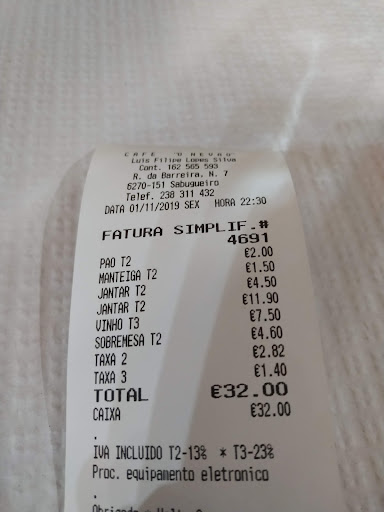 CAFE "O NEVAO"
Luis Filipe Lopes Silva
Cont. 162 565 593
R. da Barreira, N. 7
6270-151 Sabugueiro
Telef. 238 311 432
DATA 01/11/2019 SEX HORA 22:30
FATURA SIMPLIF.#
4691
PAO T2 €2.00
MANTEIGA T2 €1.50
JANTAR T2 €4.50
JANTAR T2 €11.90
VINHO T3 €7.50
SOBREMESA T2 €4.60
TAXA 2 €2.82
TAXA 3 €1.40
TOTAL €32.00
CAIXA €32.00
.
IVA INCLUIDO T2-13% * T3-23%
Proc. equipamento eletronico
.